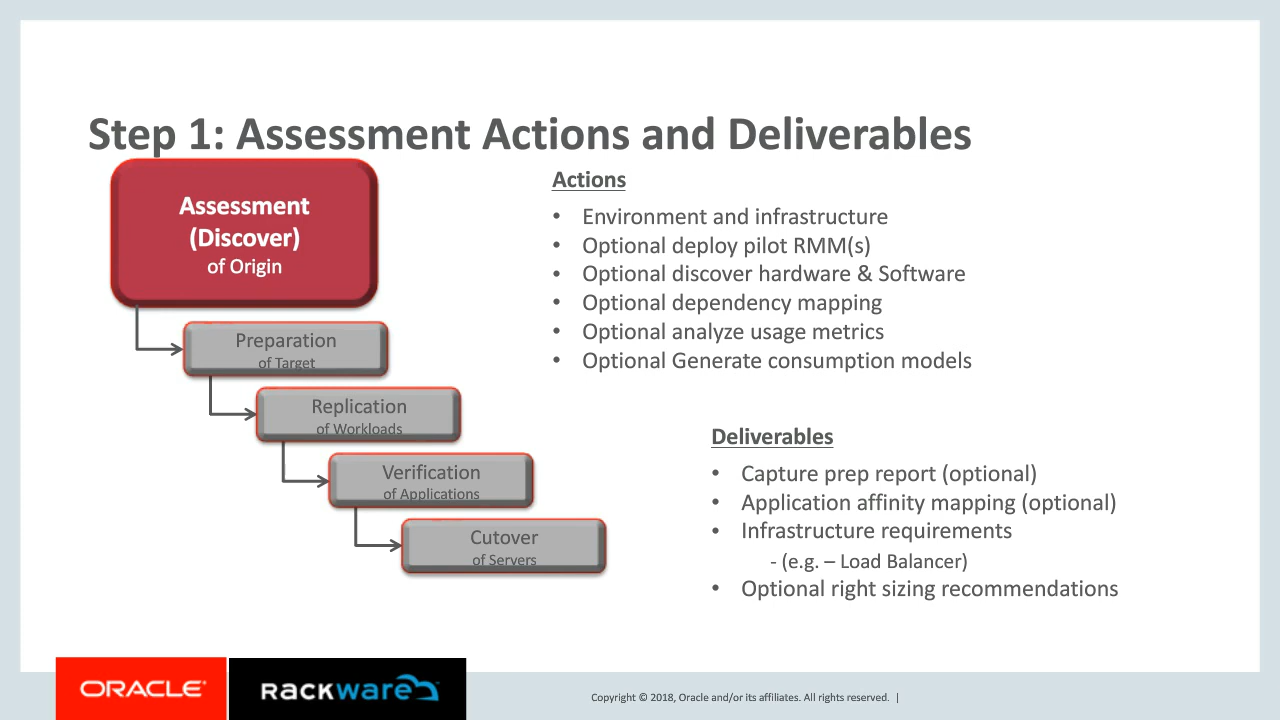 Step 1: Assessment Actions and Deliverables
Assessment
(Discover)
of Origin
Preparation
of Target
Replication
of Workloads
Verification
of Applications
Cutover
of Servers
Actions
• Environment and infrastructure
• Optional deploy pilot RMM(s)
• Optional discover hardware & Software
• Optional dependency mapping
• Optional analyze usage metrics
• Optional Generate consumption models
Deliverables
• Capture prep report (optional)
• Application affinity mapping (optional)
• Infrastructure requirements
- (e.g. – Load Balancer)
• Optional right sizing recommendations
ORACLE
RACKWARE
Copyright © 2018, Oracle and/or its affiliates. All rights reserved. |